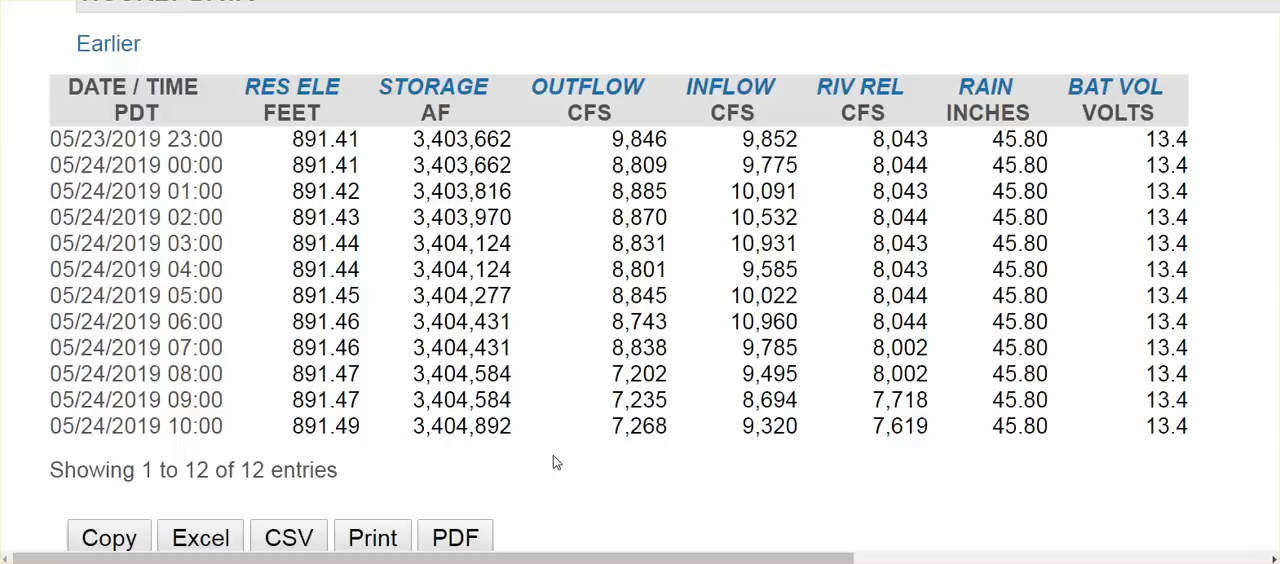 Earlier
DATE / TIME RES ELE STORAGE OUTFLOW INFLOW RIV REL RAIN BAT VOL
PDT FEET AF CFS CFS CFS INCHES VOLTS
05/23/2019 23:00 891.41 3,403,662 9,846 9,852 8,043 45.80 13.4
05/24/2019 00:00 891.41 3,403,662 8,809 9,775 8,044 45.80 13.4
05/24/2019 01:00 891.42 3,403,816 8,885 10,091 8,043 45.80 13.4
05/24/2019 02:00 891.43 3,403,970 8,870 10,532 8,044 45.80 13.4
05/24/2019 03:00 891.44 3,404,124 8,831 10,931 8,043 45.80 13.4
05/24/2019 04:00 891.44 3,404,124 8,801 9,585 8,043 45.80 13.4
05/24/2019 05:00 891.45 3,404,277 8,845 10,022 8,044 45.80 13.4
05/24/2019 06:00 891.46 3,404,431 8,743 10,960 8,044 45.80 13.4
05/24/2019 07:00 891.46 3,404,431 8,838 9,785 8,002 45.80 13.4
05/24/2019 08:00 891.47 3,404,584 7,202 9,495 8,002 45.80 13.4
05/24/2019 09:00 891.47 3,404,584 7,235 8,694 7,718 45.80 13.4
05/24/2019 10:00 891.49 3,404,892 7,268 9,320 7,619 45.80 13.4
Showing 1 to 12 of 12 entries
Copy Excel CSV Print PDF